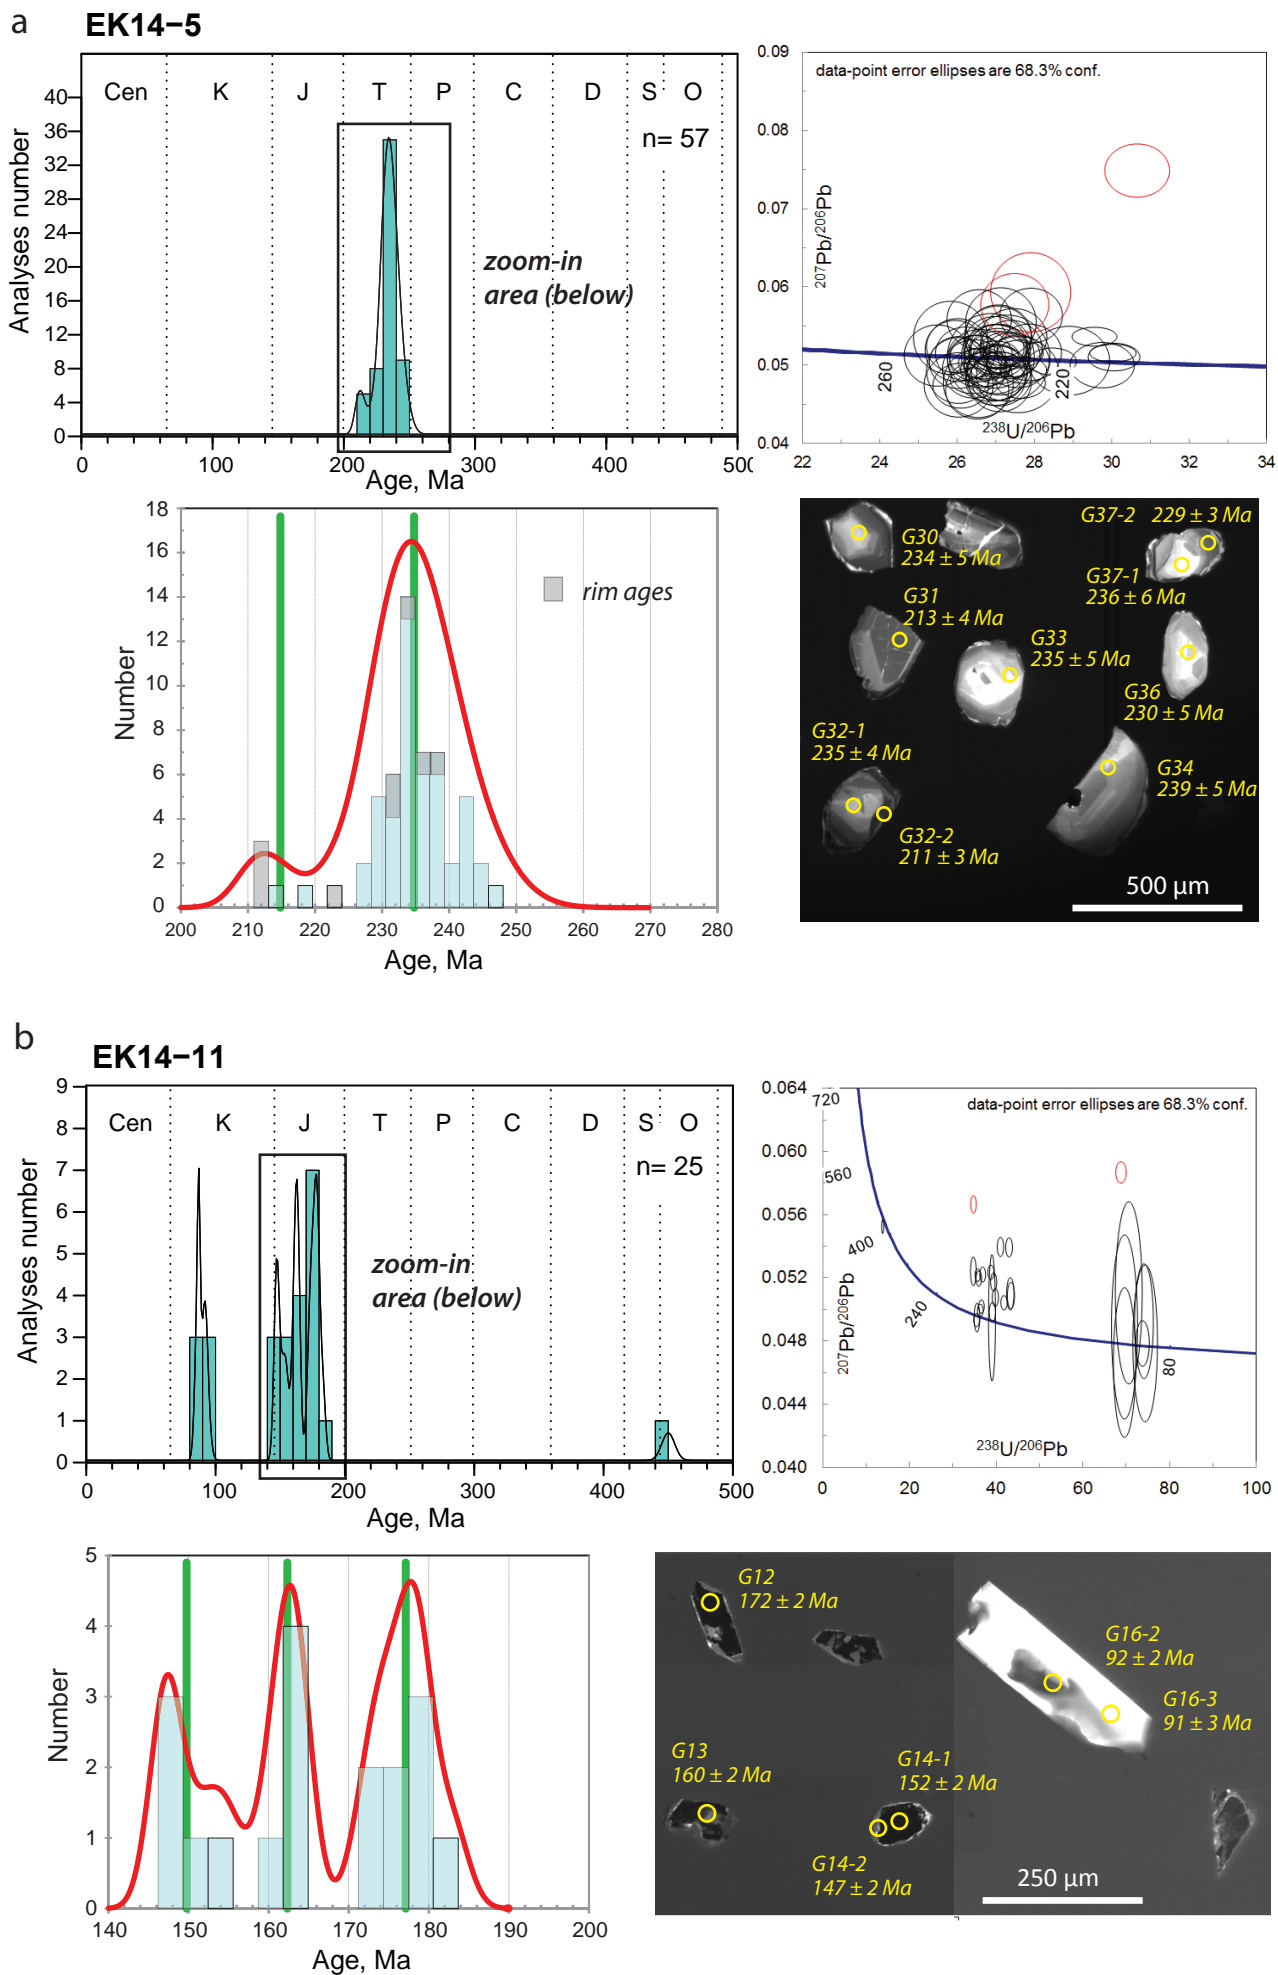 a
EK14−5
Cen K J T P C D S O
n= 57
zoom-in
area (below)
Analyses number
40
36
32
28
24
20
16
12
8
4
0
0 100 200 300 400 500
Age, Ma
data-point error ellipses are 68.3% conf.
207Pb/206Pb
0.09
0.08
0.07
0.06
0.05
0.04
260
220
238U/206Pb
22 24 26 28 30 32 34
18
16
14
12
10
8
6
4
2
0
Number
rim ages
200 210 220 230 240 250 260 270 280
Age, Ma
G30
234 ± 5 Ma
G37-2 229 ± 3 Ma
G37-1
236 ± 6 Ma
G31
213 ± 4 Ma
G33
235 ± 5 Ma
G36
230 ± 5 Ma
G32-1
235 ± 4 Ma
G34
239 ± 5 Ma
G32-2
211 ± 3 Ma
500 µm
b
EK14−11
Cen K J T P C D S O
n= 25
zoom-in
area (below)
Analyses number
9
8
7
6
5
4
3
2
1
0
0 100 200 300 400 500
Age, Ma
data-point error ellipses are 68.3% conf.
207Pb/206Pb
0.064
0.060
0.056
0.052
0.048
0.044
0.040
720
560
400
240
80
238U/206Pb
0 20 40 60 80 100
5
4
3
2
1
0
Number
140 150 160 170 180 190 200
Age, Ma
G12
172 ± 2 Ma
G16-2
92 ± 2 Ma
G16-3
91 ± 3 Ma
G13
160 ± 2 Ma
G14-1
152 ± 2 Ma
G14-2
147 ± 2 Ma
250 µm